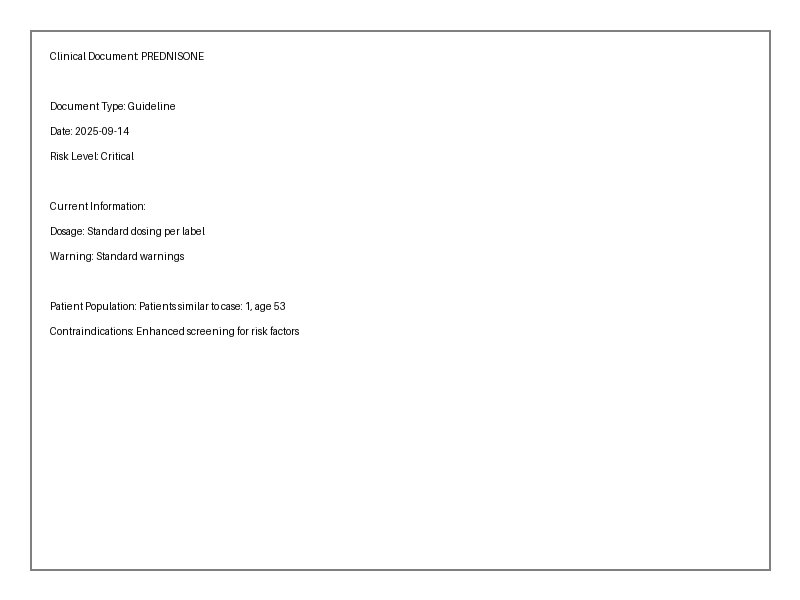 Clinical Document: PREDNISONE
Document Type: Guideline
Date: 2025-09-14
Risk Level: Critical
Current Information:
Dosage: Standard dosing per label
Warning: Standard warnings
Patient Population: Patients similar to case: 1, age 53
Contraindications: Enhanced screening for risk factors